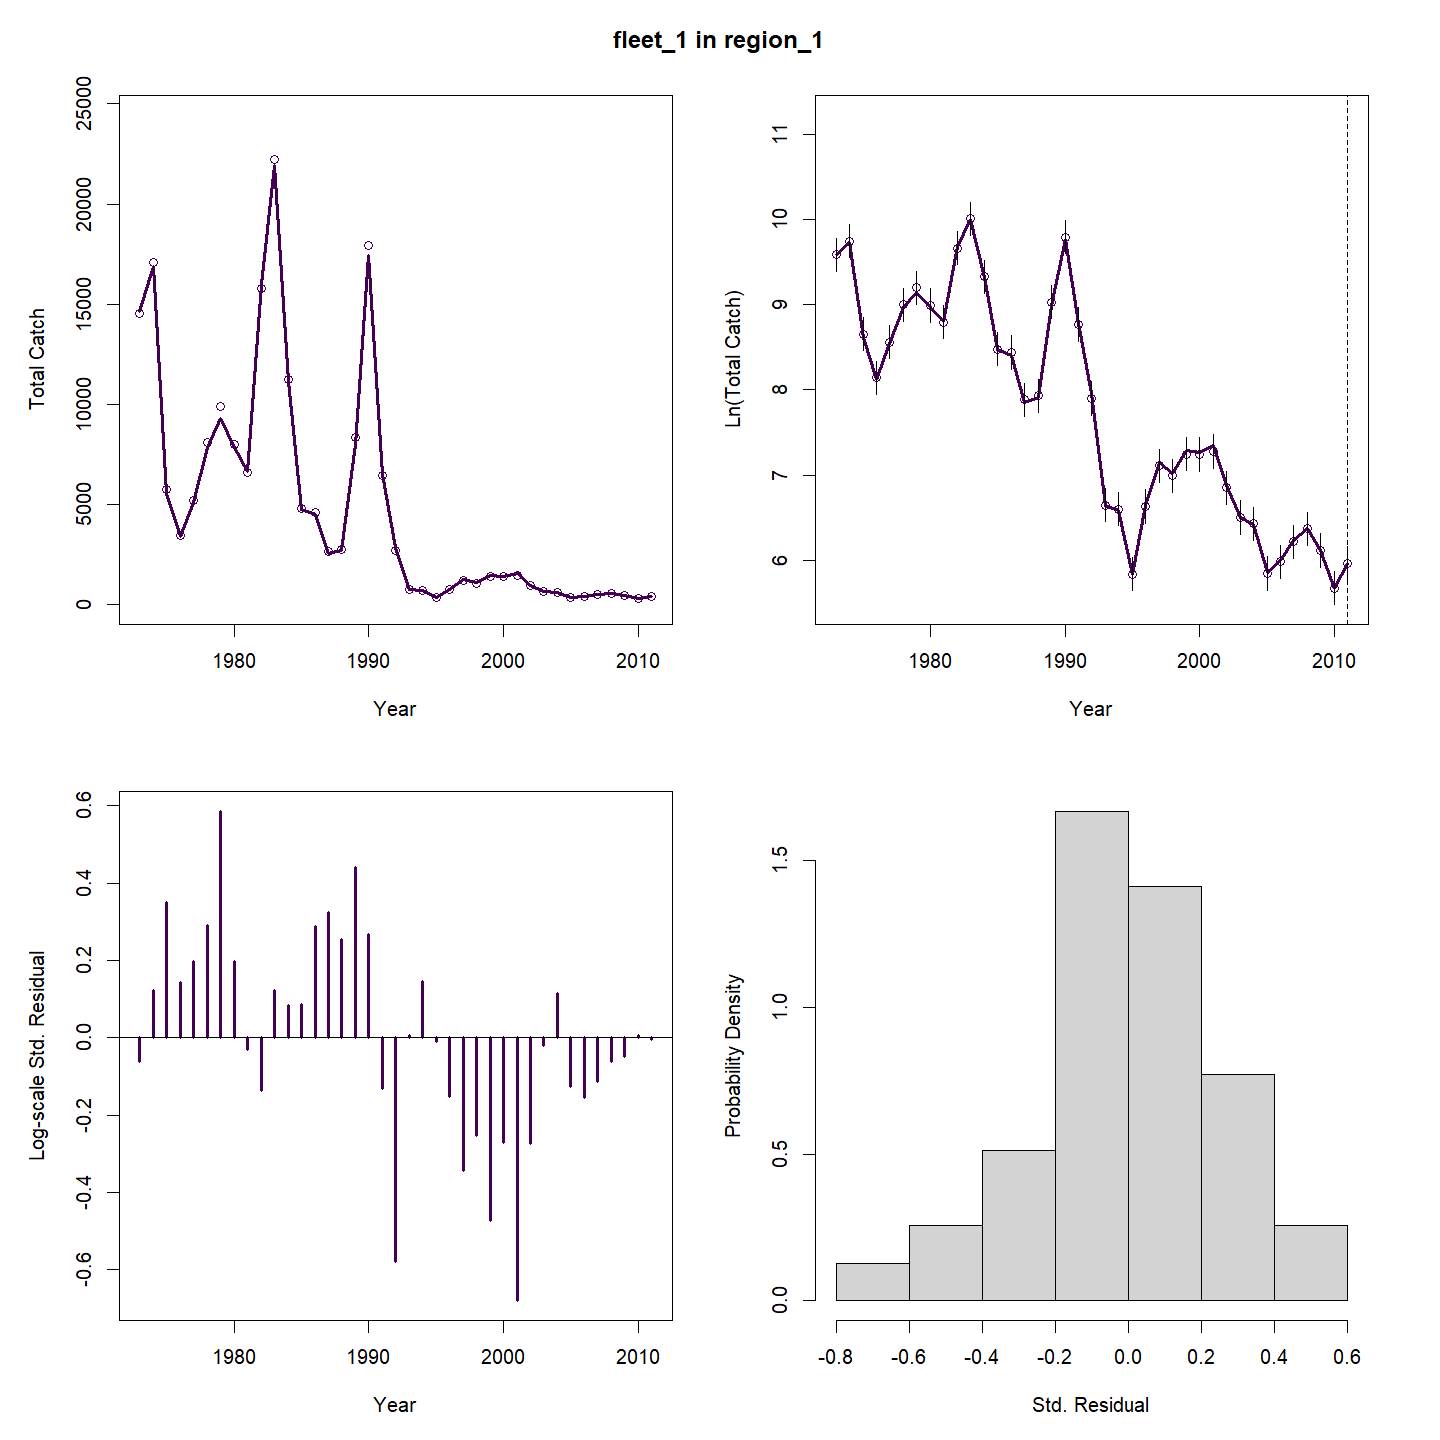 fleet_1 in region_1
Total Catch
0 5000 10000 15000 20000 25000
1980 1990 2000 2010
Year
Ln(Total Catch)
6 7 8 9 10 11
1980 1990 2000 2010
Year
Log-scale Std. Residual
-0.6 -0.4 -0.2 0.0 0.2 0.4 0.6
1980 1990 2000 2010
Year
Probability Density
0.0 0.5 1.0 1.5
-0.8 -0.6 -0.4 -0.2 0.0 0.2 0.4 0.6
Std. Residual